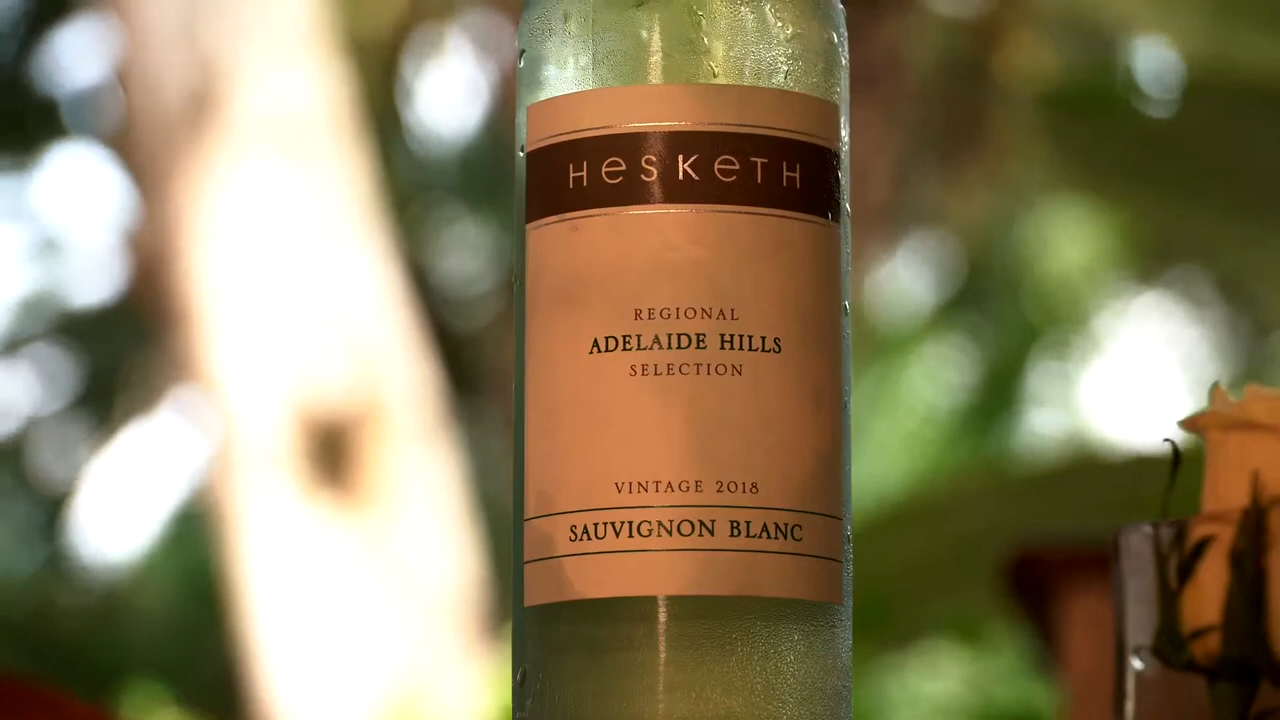 HeSKeTH
REGIONAL
ADELAIDE HILLS
SELECTION
VINTAGE 2018
SAUVIGNON BLANC